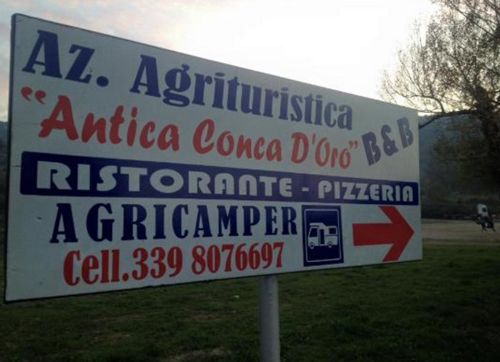 Az. Agrituristica
"Antica Conca D'Oro" B&B
RISTORANTE - PIZZERIA
AGRICAMPER
Cell.339 8076697